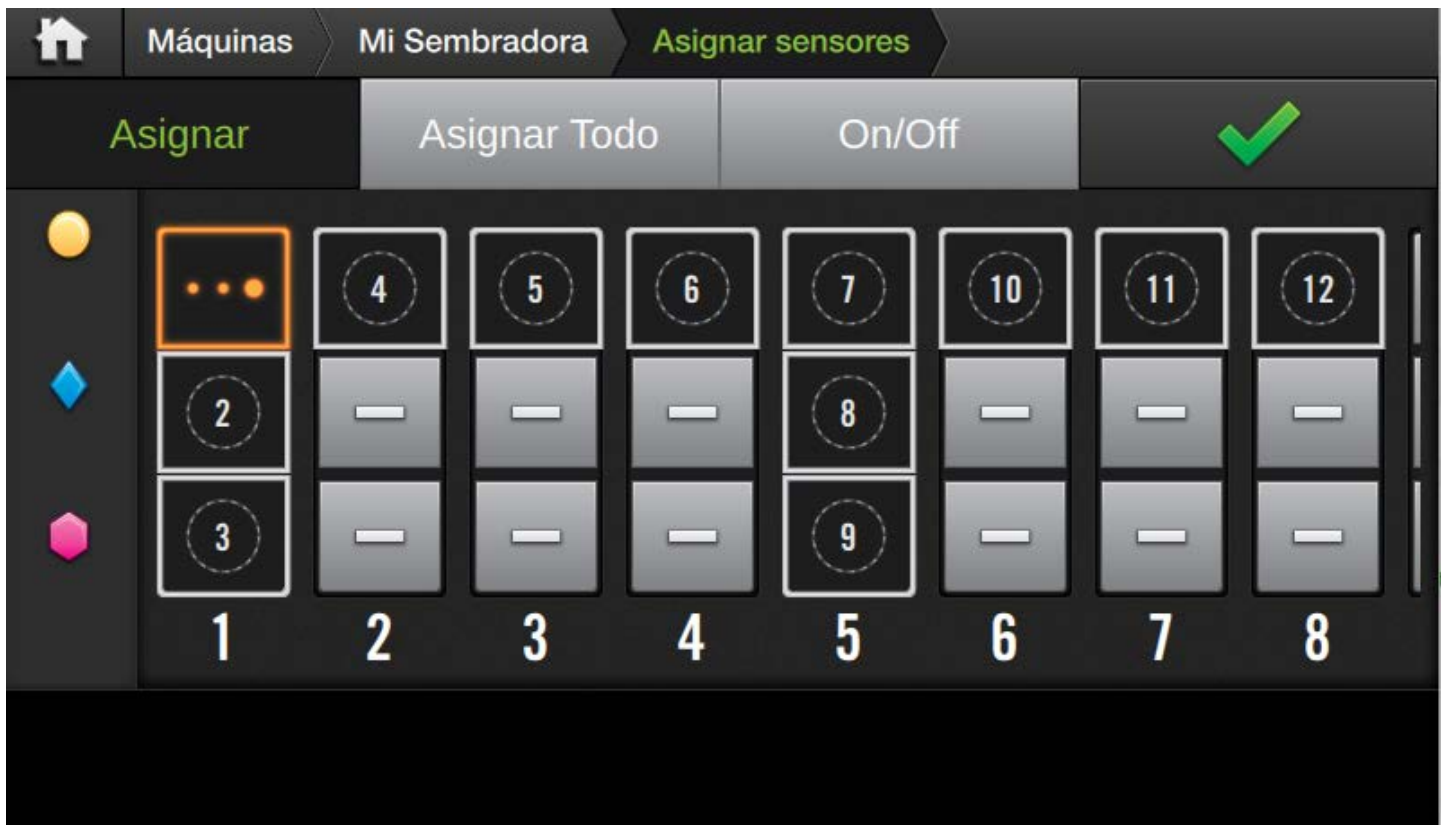 Máquinas Mi Sembradora Asignar sensores
Asignar Asignar Todo On/Off
4 5 6 7 10 11 12
2 8
3 9
1 2 3 4 5 6 7 8